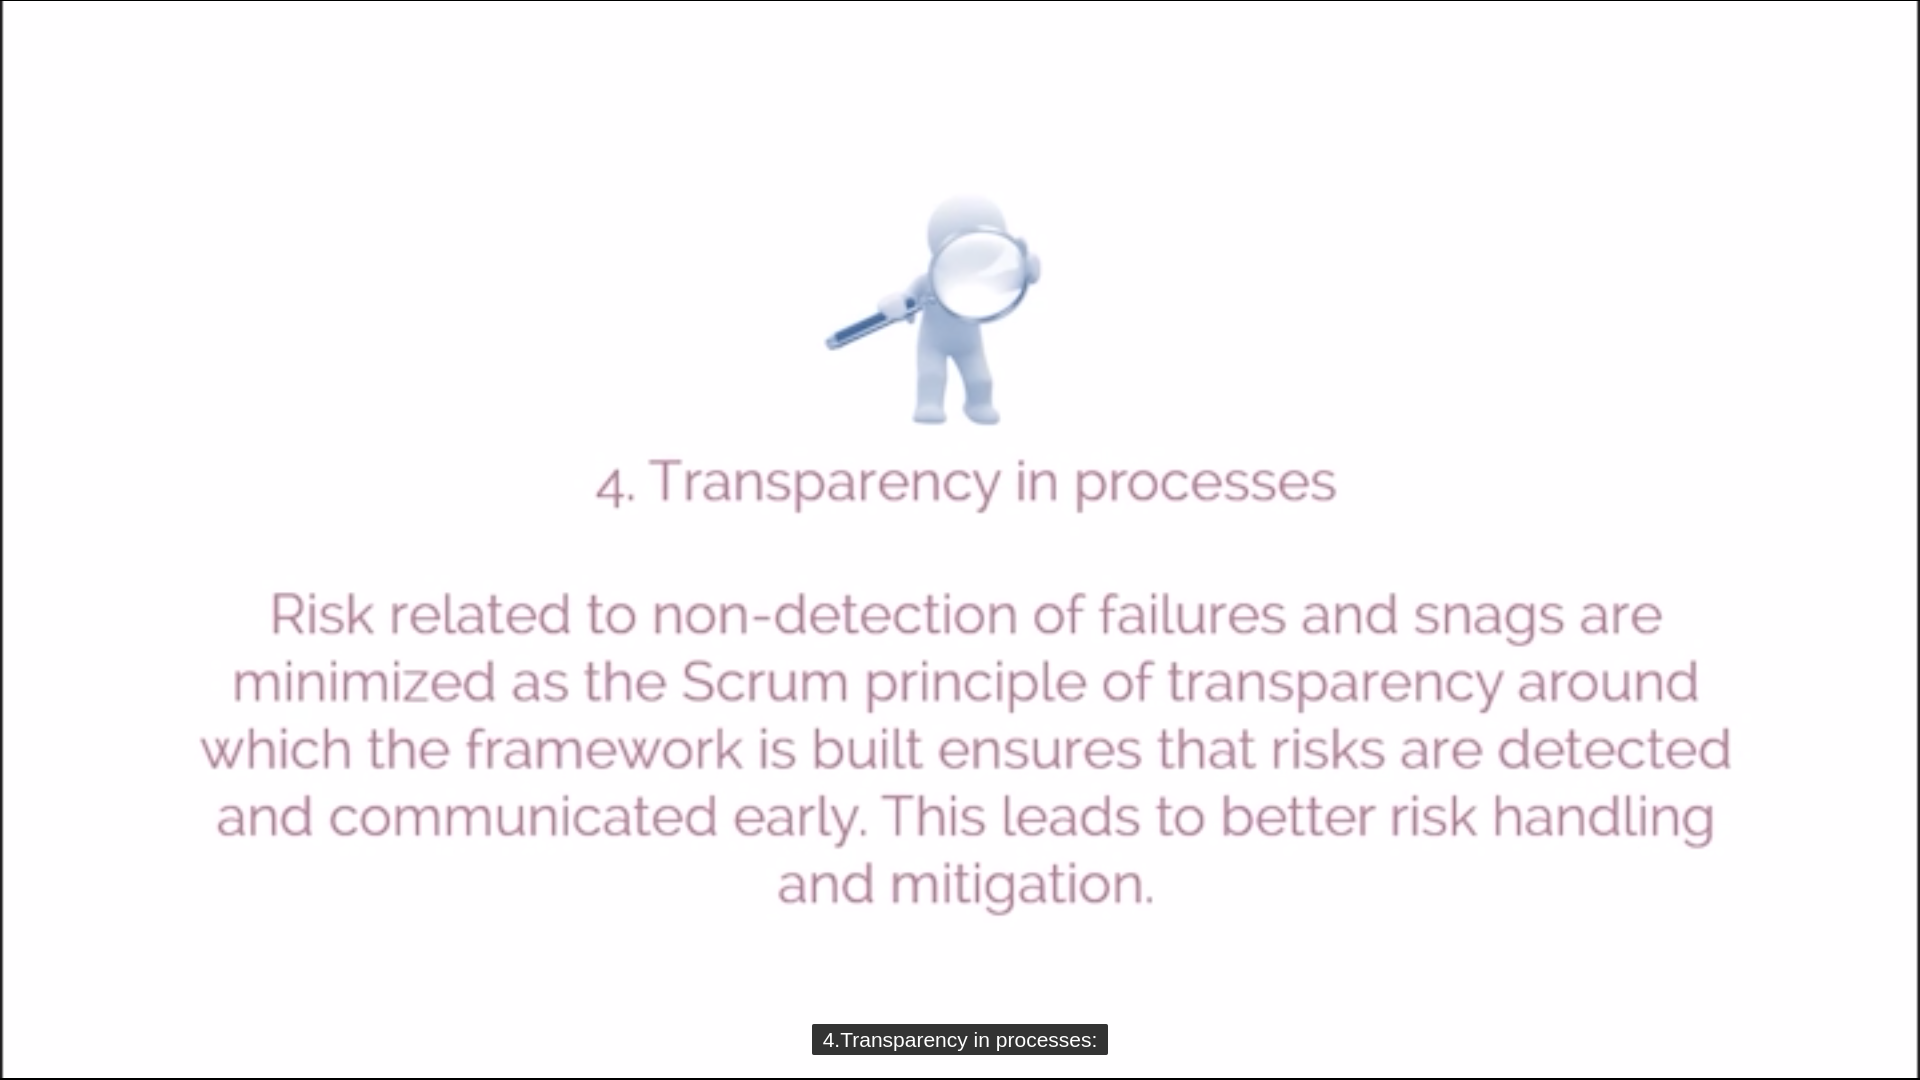 4. Transparency in processes
Risk related to non-detection of failures and snags are
minimized as the Scrum principle of transparency around
which the framework is built ensures that risks are detected
and communicated early. This leads to better risk handling
and mitigation.
4.Transparency in processes: